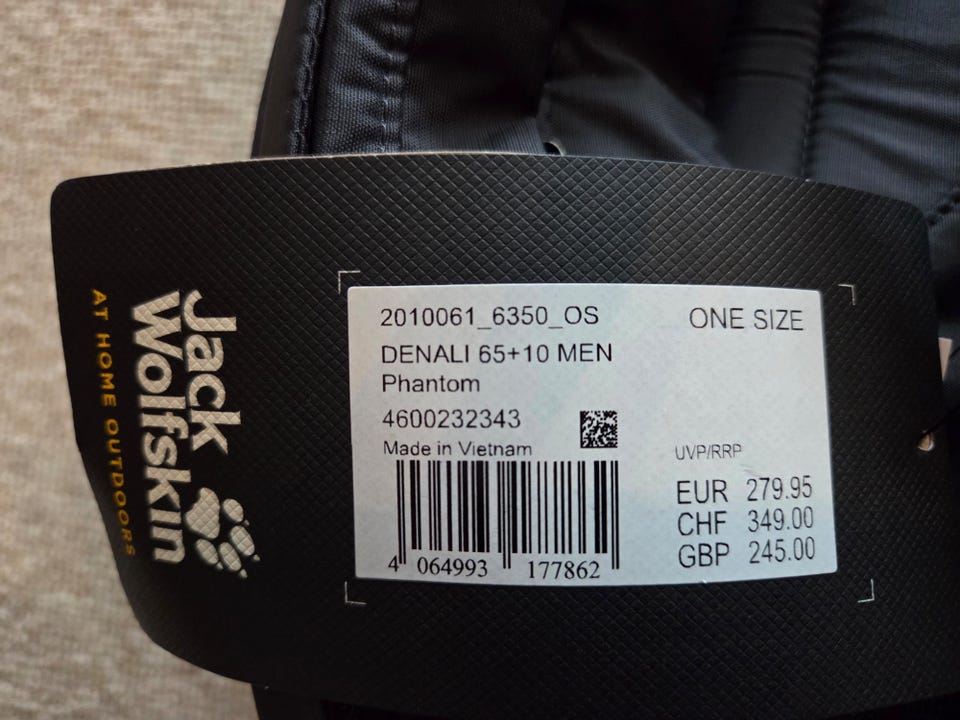 Jack
Wolfskin
AT HOME OUTDOORS
2010061_6350_OS
ONE SIZE
DENALI 65+10 MEN
Phantom
4600232343
Made in Vietnam
UVP/RRP
EUR 279.95
CHF 349.00
GBP 245.00
4 064993 177862